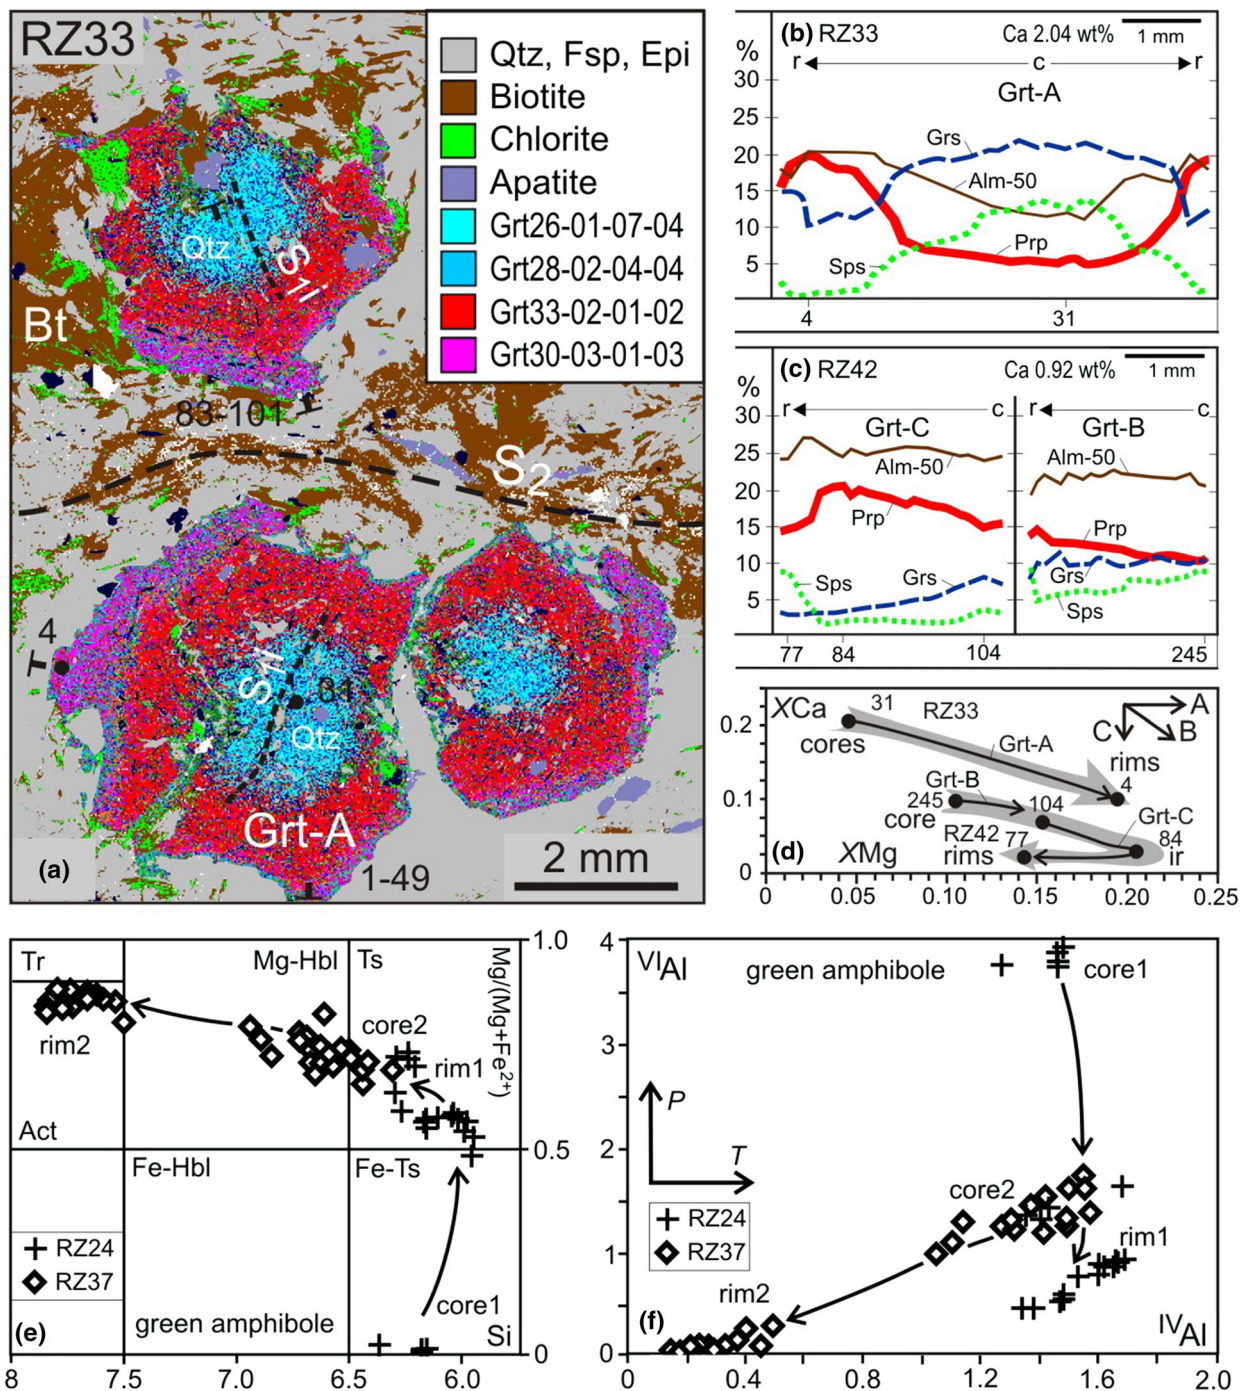 RZ33
Qtz, Fsp, Epi
Biotite
Chlorite
Apatite
Grt26-01-07-04
Grt28-02-04-04
Grt33-02-01-02
Grt30-03-01-03
Qtz
S1i
Bt
83-101
S2
4
S1i
31
Qtz
Grt-A
2 mm
(a)
1-49
(b) RZ33
Ca 2.04 wt%
1 mm
%
r
c
r
Grt-A
30
25
20
15
10
5
Grs
Alm-50
Prp
Sps
4
31
(c) RZ42
Ca 0.92 wt%
1 mm
%
r
c
r
c
Grt-C
Grt-B
30
25
20
15
10
5
Alm-50
Prp
Sps
Grs
Alm-50
Prp
Grs
Sps
77
84
104
245
XCa
31
RZ33
A
B
C
cores
Grt-A
rims
4
0.2
0.1
0
Grt-B
245
core
104
Grt-C
RZ42
77
rims
84
ir
(d)
XMg
0
0.05
0.10
0.15
0.20
0.25
Tr
Mg-Hbl
Ts
1.0
Mg/(Mg+Fe2+)
core2
rim1
rim2
Act
0.5
Fe-Hbl
Fe-Ts
RZ24
RZ37
core1
(e)
green amphibole
Si
0
8
7.5
6.0
6.5
6.0
4
VIAl
green amphibole
core1
3
P
T
2
core2
RZ24
RZ37
rim1
1
rim2
(f)
IVAl
0
0
0.4
0.8
1.2
1.6
2.0